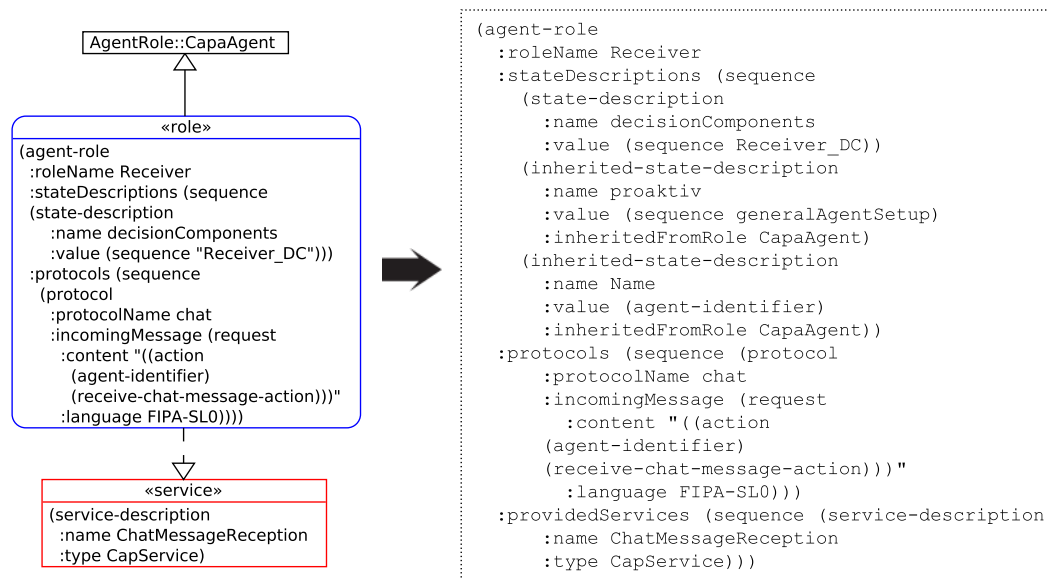 AgentRole::CapaAgent
«role»
(agent-role
:roleName Receiver
:stateDescriptions (sequence
(state-description
:name decisionComponents
:value (sequence "Receiver_DC")))
:protocols (sequence
(protocol
:protocolName chat
:incomingMessage (request
:content "((action
(agent-identifier)
(receive-chat-message-action)))"
:language FIPA-SL0))))
«service»
(service-description
:name ChatMessageReception
:type CapService)
(agent-role
:roleName Receiver
:stateDescriptions (sequence
(state-description
:name decisionComponents
:value (sequence Receiver_DC))
(inherited-state-description
:name proaktiv
:value (sequence generalAgentSetup)
:inheritedFromRole CapaAgent)
(inherited-state-description
:name Name
:value (agent-identifier)
:inheritedFromRole CapaAgent))
:protocols (sequence (protocol
:protocolName chat
:incomingMessage (request
:content "((action
(agent-identifier)
(receive-chat-message-action)))"
:language FIPA-SL0)))
:providedServices (sequence (service-description
:name ChatMessageReception
:type CapService)))